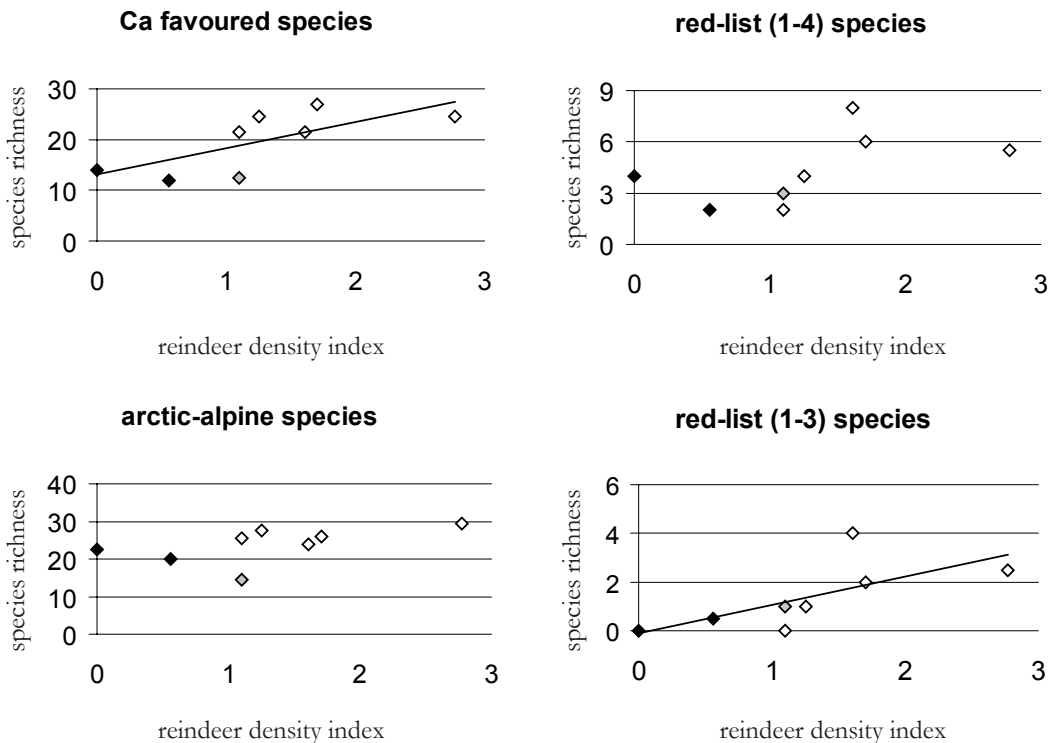 Ca favoured species
species richness
30
20
10
0
0 1 2 3
reindeer density index
red-list (1-4) species
species richness
9
6
3
0
0 1 2 3
reindeer density index
arctic-alpine species
species richness
40
30
20
10
0
0 1 2 3
reindeer density index
red-list (1-3) species
species richness
6
4
2
0
0 1 2 3
reindeer density index